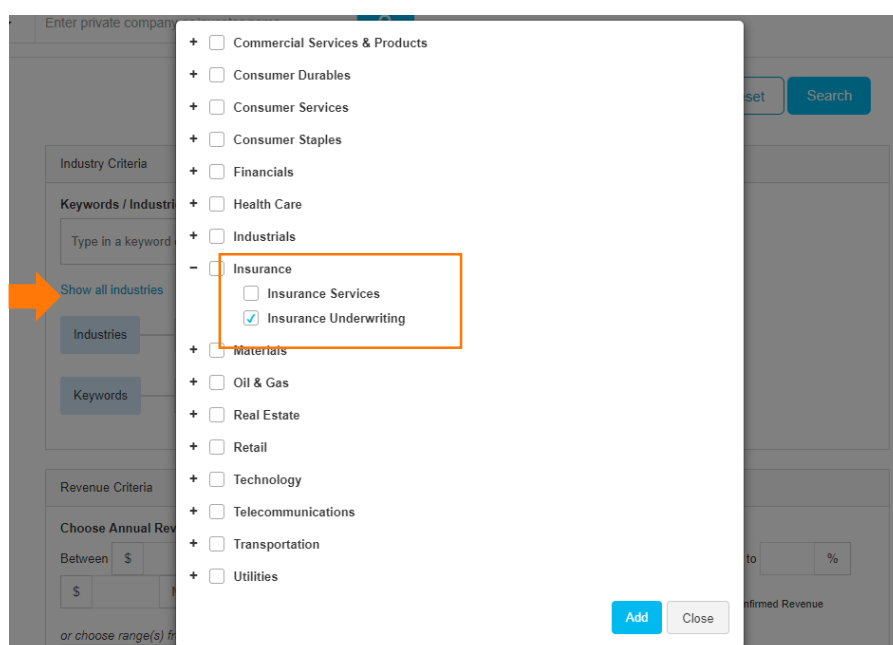 Enter private company
Commercial Services & Products
Consumer Durables
Consumer Services
Search
Consumer Staples
Industry Criteria
Financials
Keywords / Industri
Health Care
Type in a keyword
Industrials
Insurance
Show all industries
Insurance Services
Insurance Underwriting
Industries
Materials
Oil & Gas
Keywords
Real Estate
Retail
Revenue Criteria
Technology
Telecommunications
Choose Annual Rev
Transportation
Between $
to %
Utilities
$
nfirmed Revenue
Add Close
or choose range(s) fr